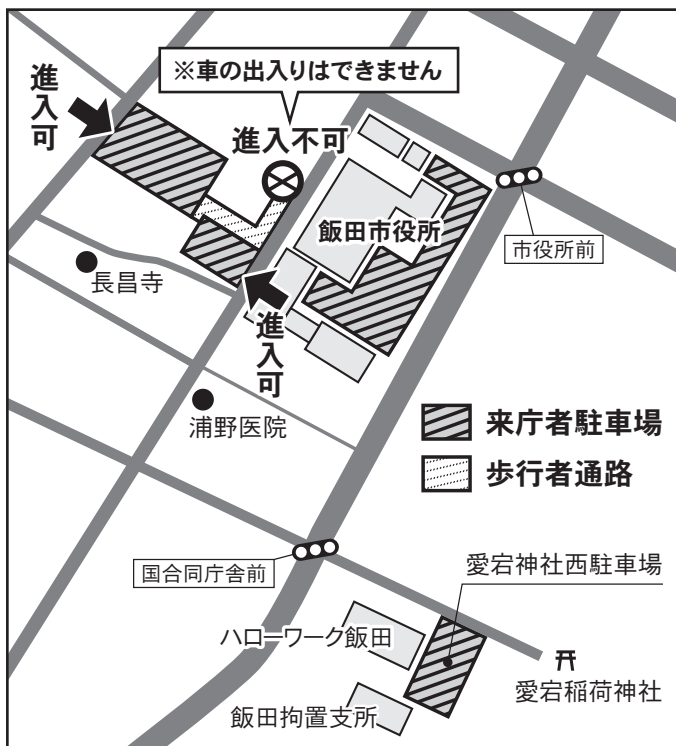 ※車の出入りはできません
進入可
進入不可
飯田市役所
市役所前
長昌寺
進入可
浦野医院
来庁者駐車場
歩行者通路
国合同庁舎前
愛宕神社西駐車場
ハローワーク飯田
愛宕稲荷神社
飯田拘置支所